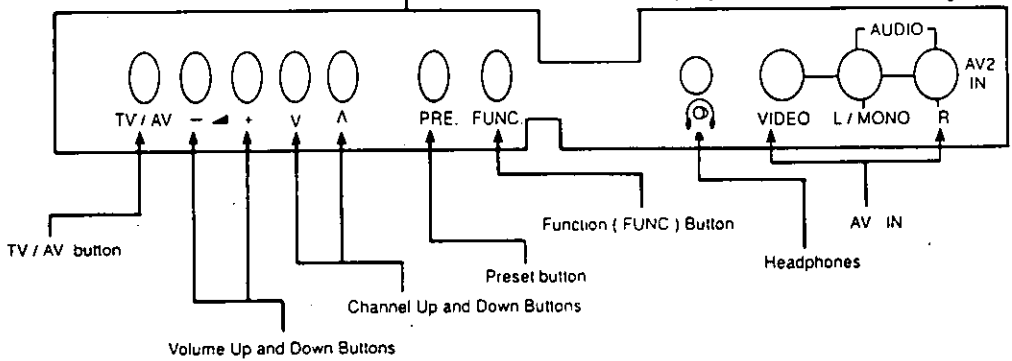 AUDIO
AV2
IN
TV / AV − + V Λ PRE. FUNC. VIDEO L / MONO R
Function ( FUNC ) Button
AV IN
TV / AV button
Headphones
Preset button
Channel Up and Down Buttons
Volume Up and Down Buttons